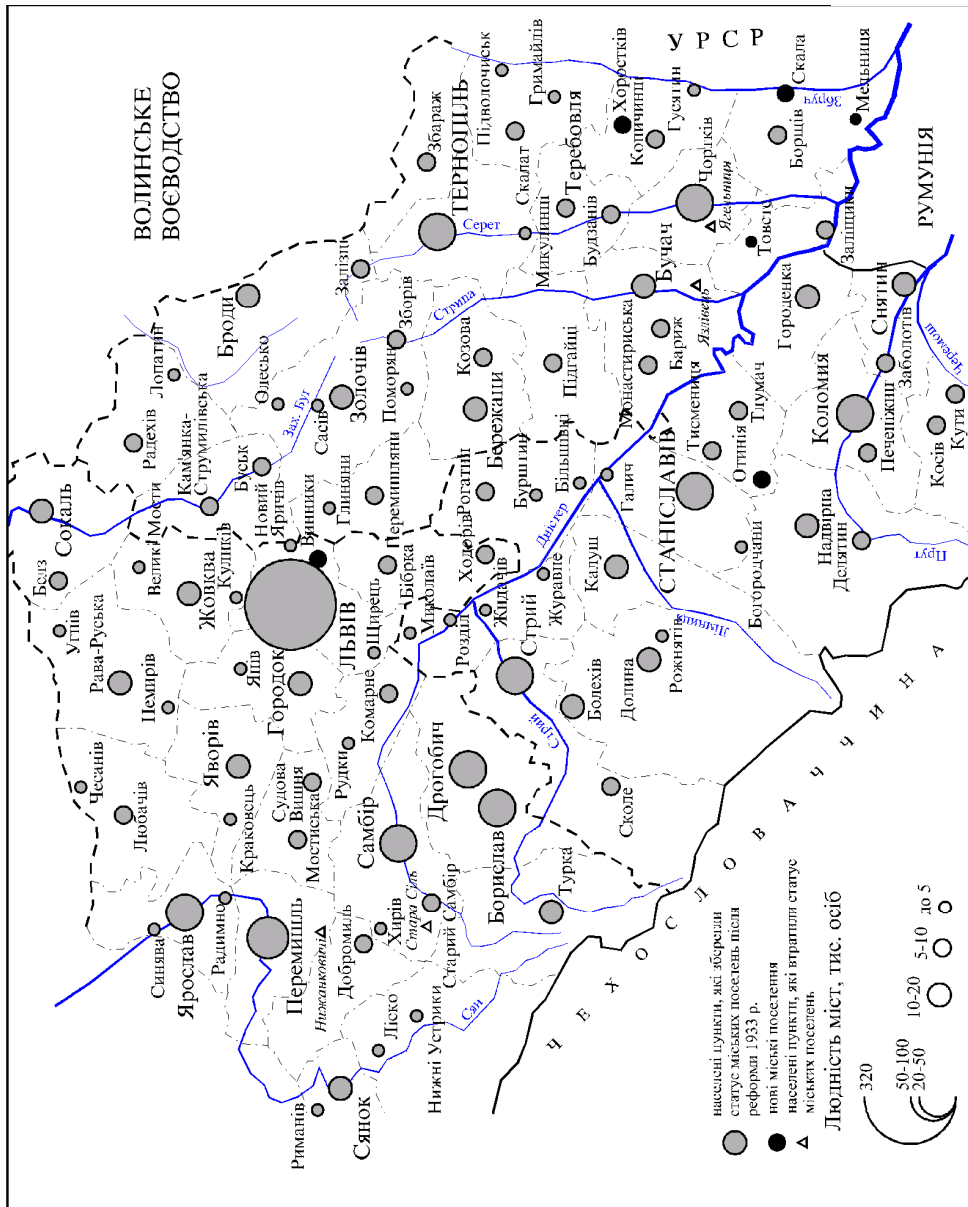 ВОЛИНСЬКЕ
ВОЄВОДСТВО
УРСР
РУМУНІЯ
ЧЕХОСЛОВАЧЧИНА
Синява
Ярослав
Радимно
Перемишль
Нижанковичі
Добромиль
Хирів
Стара Сіль
Старий Самбір
Ліско
Нижні Устрики
Риманів
Сянок
Сян
Чесанів
Любачів
Краковець
Яворів
Судова
Вишня
Мостиська
Рудки
Самбір
Дрогобич
Борислав
Турка
Белз
Угнів
Рава-Руська
Немирів
Янів
Городок
Комарне
Щирець
ЛЬВІВ
Куликів
Жовква
Великі Мости
Сокаль
Радехів
Лопатин
Кам'янка-
Струмилівська
Буськ
Новий
Яричів
Винники
Глиняни
Перемишляни
Бібрка
Миколаїв
Розділ
Ходорів
Жидачів
Стрий
Журавне
Стрий
Болехів
Долина
Рожнятів
Сколе
Калуш
Лімниця
Дністер
Броди
Олесько
Сасів
Зах. Буг
Золочів
Поморяни
Зборів
Залізці
Збараж
ТЕРНОПІЛЬ
Серет
Стрипа
Козова
Бережани
Рогатин
Бурштин
Більшівці
Галич
Підгайці
Монастириська
Бариж
Бучач
Язлівець
Підволочиськ
Скалат
Гримайлів
Микулинці
Теребовля
Будзанів
Хоростків
Копичинці
Гусятин
Чортків
Ягельниця
Товсте
Борщів
Скала
Збруч
Мельниця
Заліщики
СТАНІСЛАВІВ
Тисмениця
Тлумач
Отинія
Богородчани
Надвірна
Делятин
Прут
Городенка
Коломия
Печеніжин
Снятин
Заболотів
Косів
Кути
Черемош
населені пункти, які зберегли
статус міських поселень після
реформи 1933 р.
нові міські поселення
населені пункти, які втратили статус
міських поселень
Людність міст, тис. осіб
320
50-100
20-50
10-20
5-10
до 5